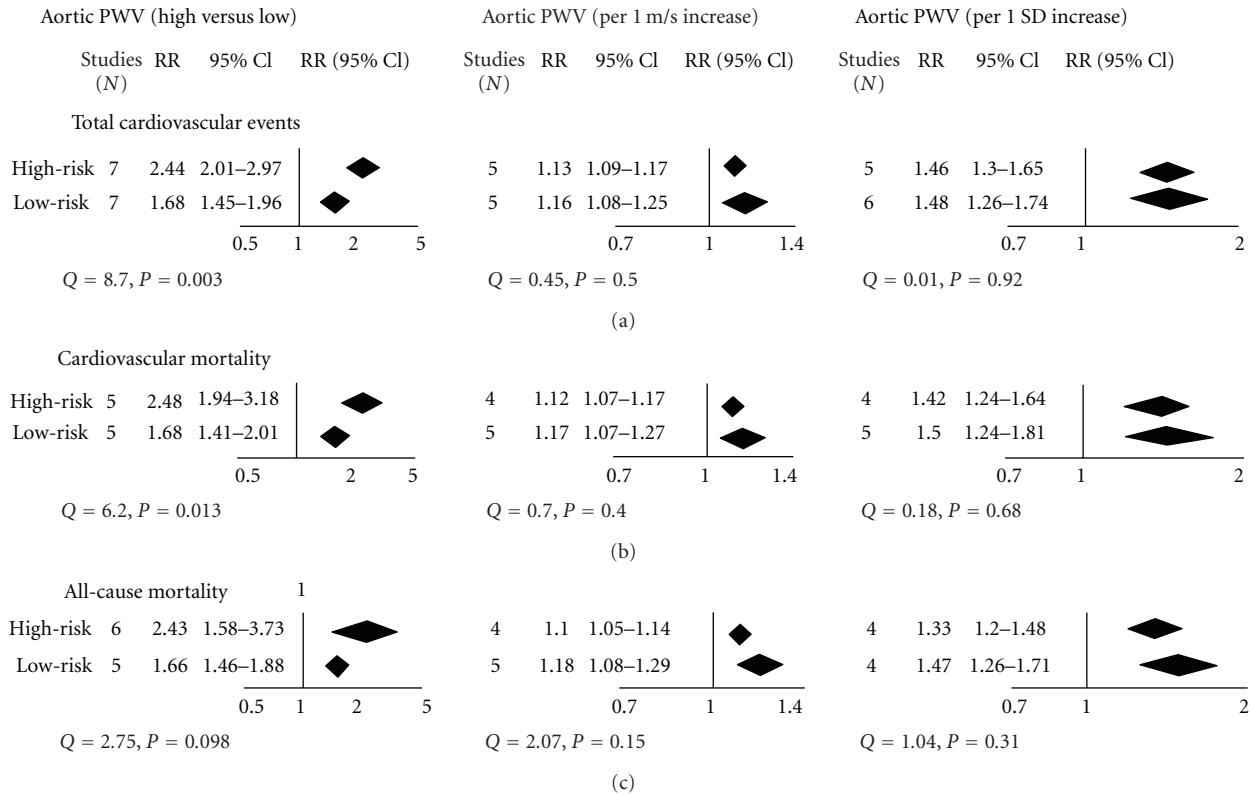 Aortic PWV (high versus low) Aortic PWV (per 1 m/s increase) Aortic PWV (per 1 SD increase)
Studies RR 95% Cl RR (95% Cl) Studies RR 95% Cl RR (95% Cl) Studies RR 95% Cl RR (95% Cl)
(N) (N) (N)
Total cardiovascular events
High-risk 7 2.44 2.01–2.97 5 1.13 1.09–1.17 5 1.46 1.3–1.65
Low-risk 7 1.68 1.45–1.96 5 1.16 1.08–1.25 6 1.48 1.26–1.74
0.5 1 2 5 0.7 1 1.4 0.7 1 2
Q = 8.7, P = 0.003 Q = 0.45, P = 0.5 Q = 0.01, P = 0.92
(a)
Cardiovascular mortality
High-risk 5 2.48 1.94–3.18 4 1.12 1.07–1.17 4 1.42 1.24–1.64
Low-risk 5 1.68 1.41–2.01 5 1.17 1.07–1.27 5 1.5 1.24–1.81
0.5 2 5 0.7 1 1.4 0.7 1 2
Q = 6.2, P = 0.013 Q = 0.7, P = 0.4 Q = 0.18, P = 0.68
(b)
All-cause mortality 1
High-risk 6 2.43 1.58–3.73 4 1.1 1.05–1.14 4 1.33 1.2–1.48
Low-risk 5 1.66 1.46–1.88 5 1.18 1.08–1.29 4 1.47 1.26–1.71
0.5 1 2 5 0.7 1 1.4 0.7 1 2
Q = 2.75, P = 0.098 Q = 2.07, P = 0.15 Q = 1.04, P = 0.31
(c)